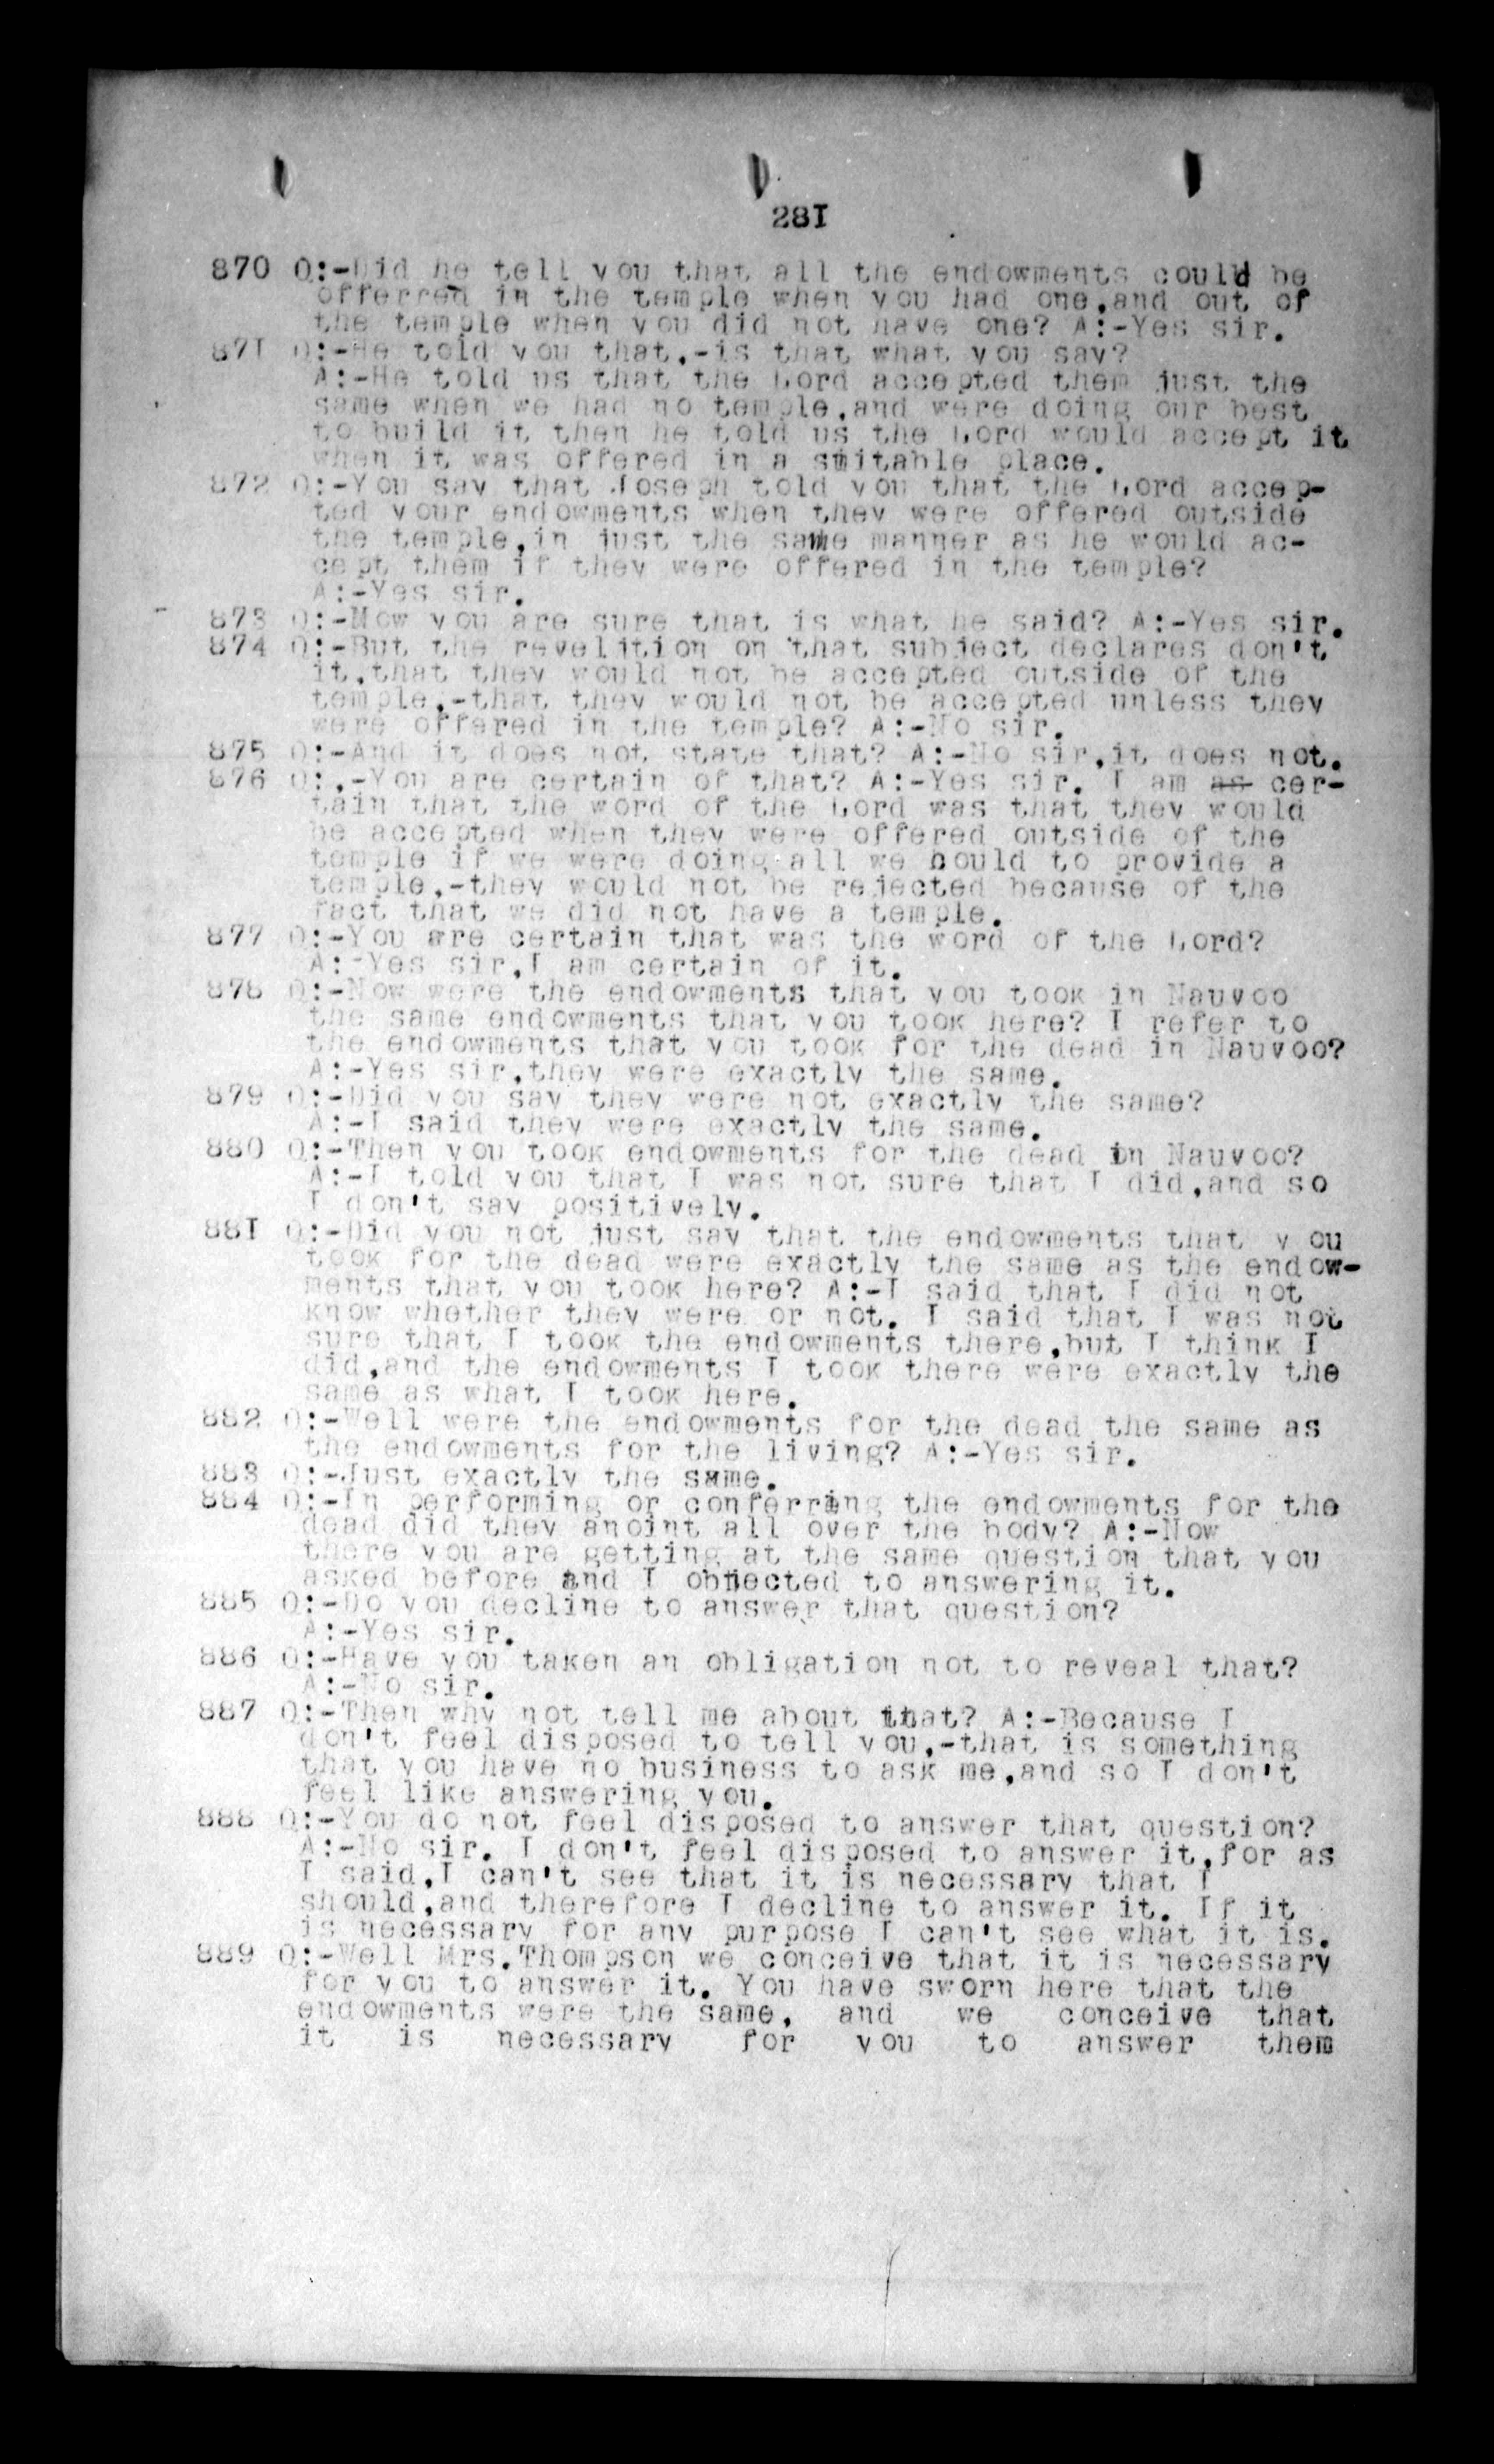 28I
870 Q:-Did he tell you that all the endowments could be
offerred in the temple when you had one,and out of
the temple when you did not have one? A:-Yes sir.
87I Q:-He told you that,-is that what you say?
A:-He told us that the Lord accepted them just the
same when we had no temple,and were doing our best
to build it then he told us the Lord would accept it
when it was offered in a suitable place.
872 Q:-You say that Joseph told you that the Lord accep-
ted your endowments when they were offered outside
the temple,in just the same manner as he would ac-
cept them if they were offered in the temple?
A:-Yes sir.
873 Q:-Now you are sure that is what he said? A:-Yes sir.
874 Q:-But the revelition on that subject declares don't
it,that they would not be accepted outside of the
temple,-that they would not be accepted unless they
were offered in the temple? A:-No sir.
875 Q:-And it does not state that? A:-No sir,it does not.
876 Q:,-You are certain of that? A:-Yes sir. I am as cer-
tain that the word of the Lord was that they would
be accepted when they were offered outside of the
temple if we were doing all we could to provide a
temple,-they would not be rejected because of the
fact that we did not have a temple.
877 Q:-You are certain that was the word of the Lord?
A:-Yes sir,I am certain of it.
878 Q:-Now were the endowments that you took in Nauvoo
the same endowments that you took here? I refer to
the endowments that you took for the dead in Nauvoo?
A:-Yes sir,they were exactly the same.
879 Q:-Did you say they were not exactly the same?
A:-I said they were exactly the same.
880 Q:-Then you took endowments for the dead in Nauvoo?
A:-I told you that I was not sure that I did,and so
I don't say positively.
88I Q:-Did you not just say that the endowments that you
took for the dead were exactly the same as the endow-
ments that you took here? A:-I said that I did not
know whether they were or not. I said that I was not
sure that I took the endowments there,but I think I
did,and the endowments I took there were exactly the
same as what I took here.
882 Q:-Well were the endowments for the dead the same as
the endowments for the living? A:-Yes sir.
883 Q:-Just exactly the same.
884 Q:-In performing or conferring the endowments for the
dead did they anoint all over the body? A:-Now
there you are getting at the same question that you
asked before and I objected to answering it.
885 Q:-Do you decline to answer that question?
A:-Yes sir.
886 Q:-Have you taken an obligation not to reveal that?
A:-No sir.
887 Q:-Then why not tell me about that? A:-Because I
don't feel disposed to tell you,-that is something
that you have no business to ask me,and so I don't
feel like answering you.
888 Q:-You do not feel disposed to answer that question?
A:-No sir. I don't feel disposed to answer it,for as
I said,I can't see that it is necessary that I
should,and therefore I decline to answer it. If it
is necessary for any purpose I can't see what it is.
889 Q:-Well Mrs.Thompson we conceive that it is necessary
for you to answer it. You have sworn here that the
endowments were the same, and we conceive that
it is necessary for you to answer them